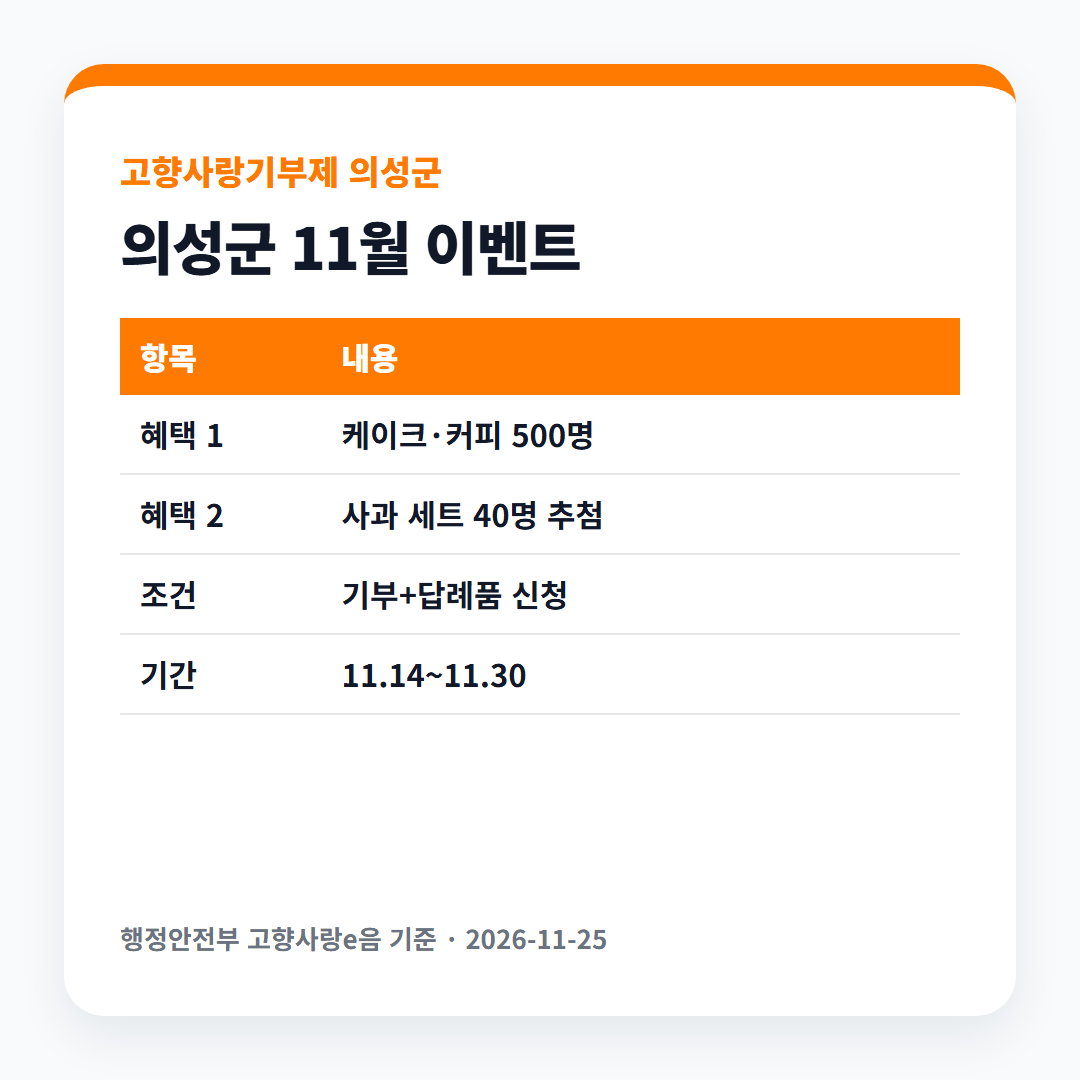 고향사랑기부제 의성군
의성군 11월 이벤트
항목 내용
혜택 1 케이크·커피 500명
혜택 2 사과 세트 40명 추첨
조건 기부+답례품 신청
기간 11.14~11.30
행정안전부 고향사랑e음 기준 · 2026-11-25